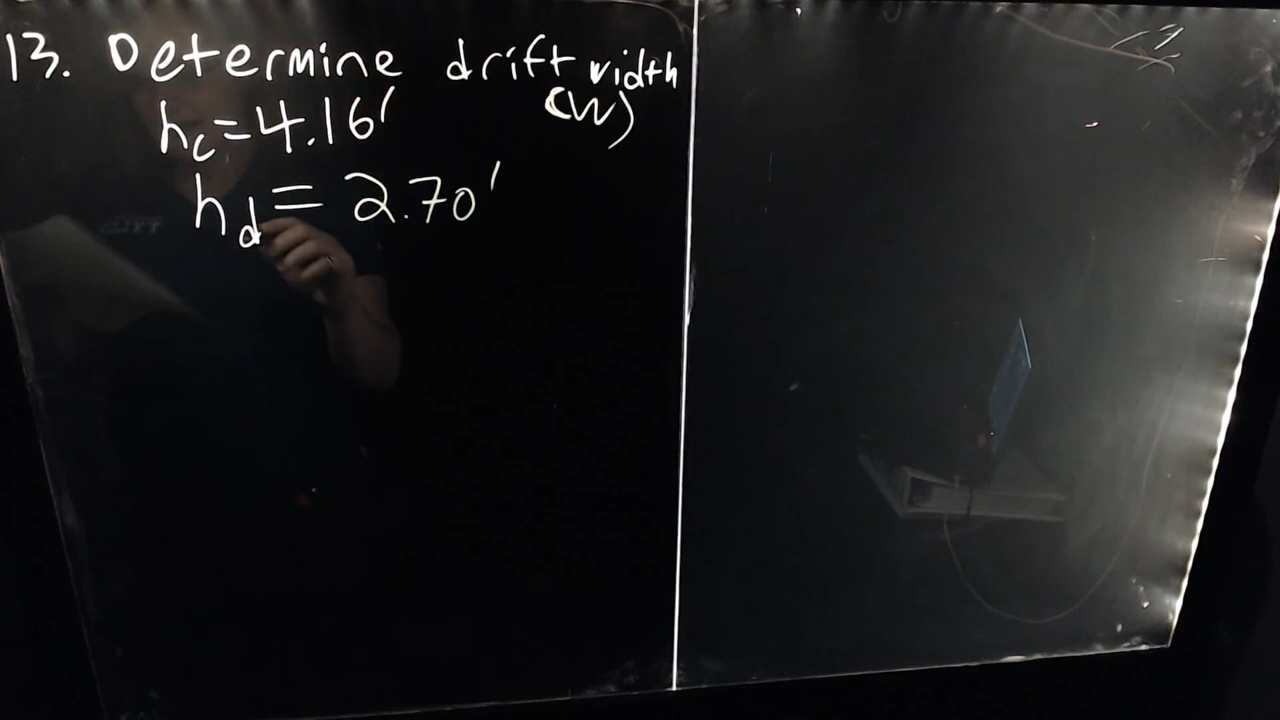 13. Determine drift width
(W)
hc=4.16'
hd=2.70'